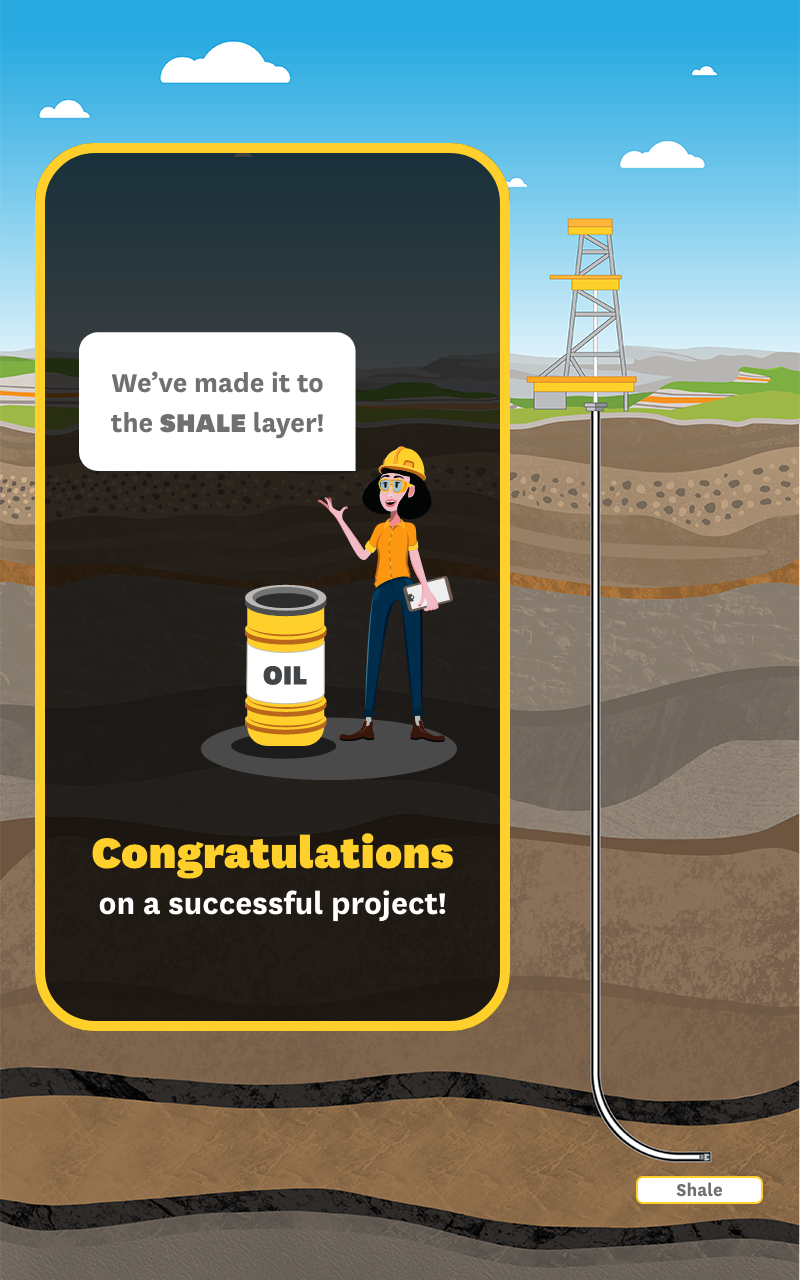 We’ve made it to
the SHALE layer!
OIL
Congratulations
on a successful project!
Shale